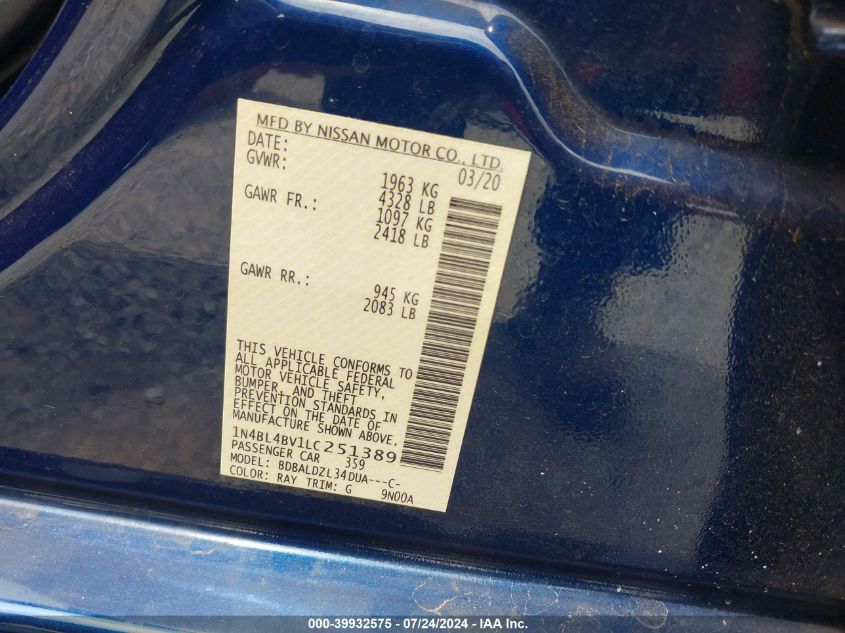 MFD BY NISSAN MOTOR CO., LTD.
DATE: 03/20
GVWR: 1963 KG
4328 LB
GAWR FR.: 1097 KG
2418 LB
GAWR RR.: 945 KG
2083 LB
THIS VEHICLE CONFORMS TO
ALL APPLICABLE FEDERAL
MOTOR VEHICLE SAFETY,
BUMPER, AND THEFT
PREVENTION STANDARDS IN
EFFECT ON THE DATE OF
MANUFACTURE SHOWN ABOVE.
1N4BL4BV1LC251389
PASSENGER CAR 359
MODEL: BDBALDZL34DUA---C-
COLOR: RAY TRIM: G 9N00A
000-39932575 - 07/24/2024 - IAA Inc.